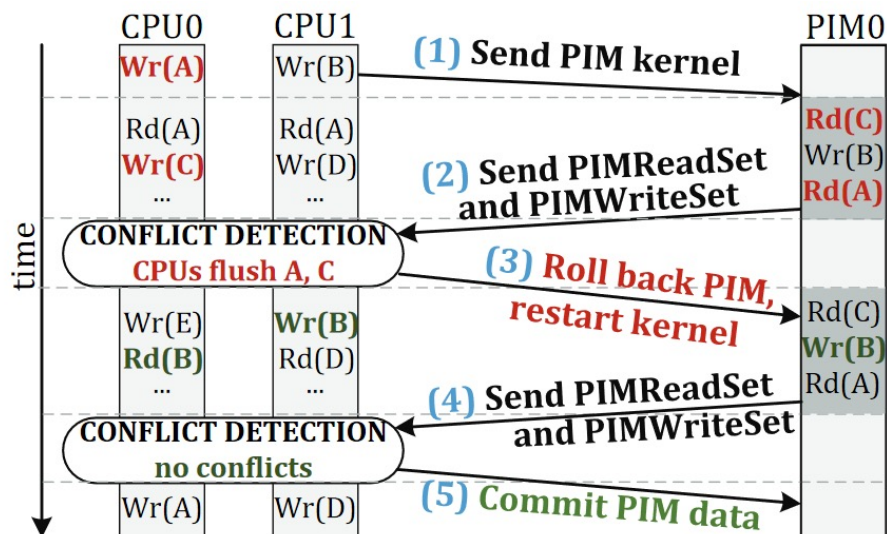 CPU0 CPU1 PIM0
Wr(A) Wr(B) (1) Send PIM kernel
Rd(A) Rd(A) Rd(C)
Wr(C) Wr(D) (2) Send PIMReadSet Wr(B)
... ... and PIMWriteSet Rd(A)
time
CONFLICT DETECTION
CPUs flush A, C
(3) Roll back PIM,
restart kernel
Wr(E) Wr(B) Rd(C)
Rd(B) Rd(D) Wr(B)
... ... (4) Send PIMReadSet Rd(A)
and PIMWriteSet
CONFLICT DETECTION
no conflicts
Wr(A) Wr(D) (5) Commit PIM data